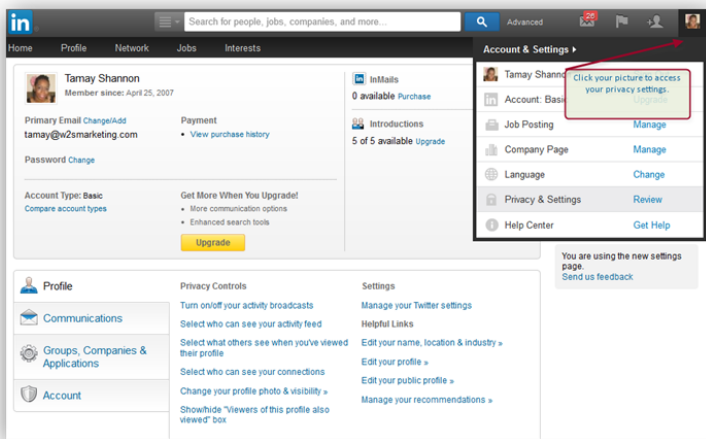 in
Search for people, jobs, companies, and more...
Advanced
Home Profile Network Jobs Interests
Account & Settings
Tamay Shannon
Member since: April 25, 2007
Primary Email Change/Add
tamay@w2smarketing.com
Password Change
Payment
View purchase history
in InMails
0 available Purchase
Introductions
5 of 5 available Upgrade
Account Type: Basic
Compare account types
Get More When You Upgrade!
More communication options
Enhanced search tools
Upgrade
Tamay Shanno
Click your picture to access
your privacy settings.
in Account: Basi Upgrade
Job Posting Manage
Company Page Manage
Language Change
Privacy & Settings Review
Help Center Get Help
You are using the new settings
page.
Send us feedback
Profile
Communications
Groups, Companies &
Applications
Account
Privacy Controls
Turn on/off your activity broadcasts
Select who can see your activity feed
Select what others see when you've viewed
their profile
Select who can see your connections
Change your profile photo & visibility »
Show/hide "Viewers of this profile also
viewed" box
Settings
Manage your Twitter settings
Helpful Links
Edit your name, location & industry »
Edit your profile »
Edit your public profile »
Manage your recommendations »